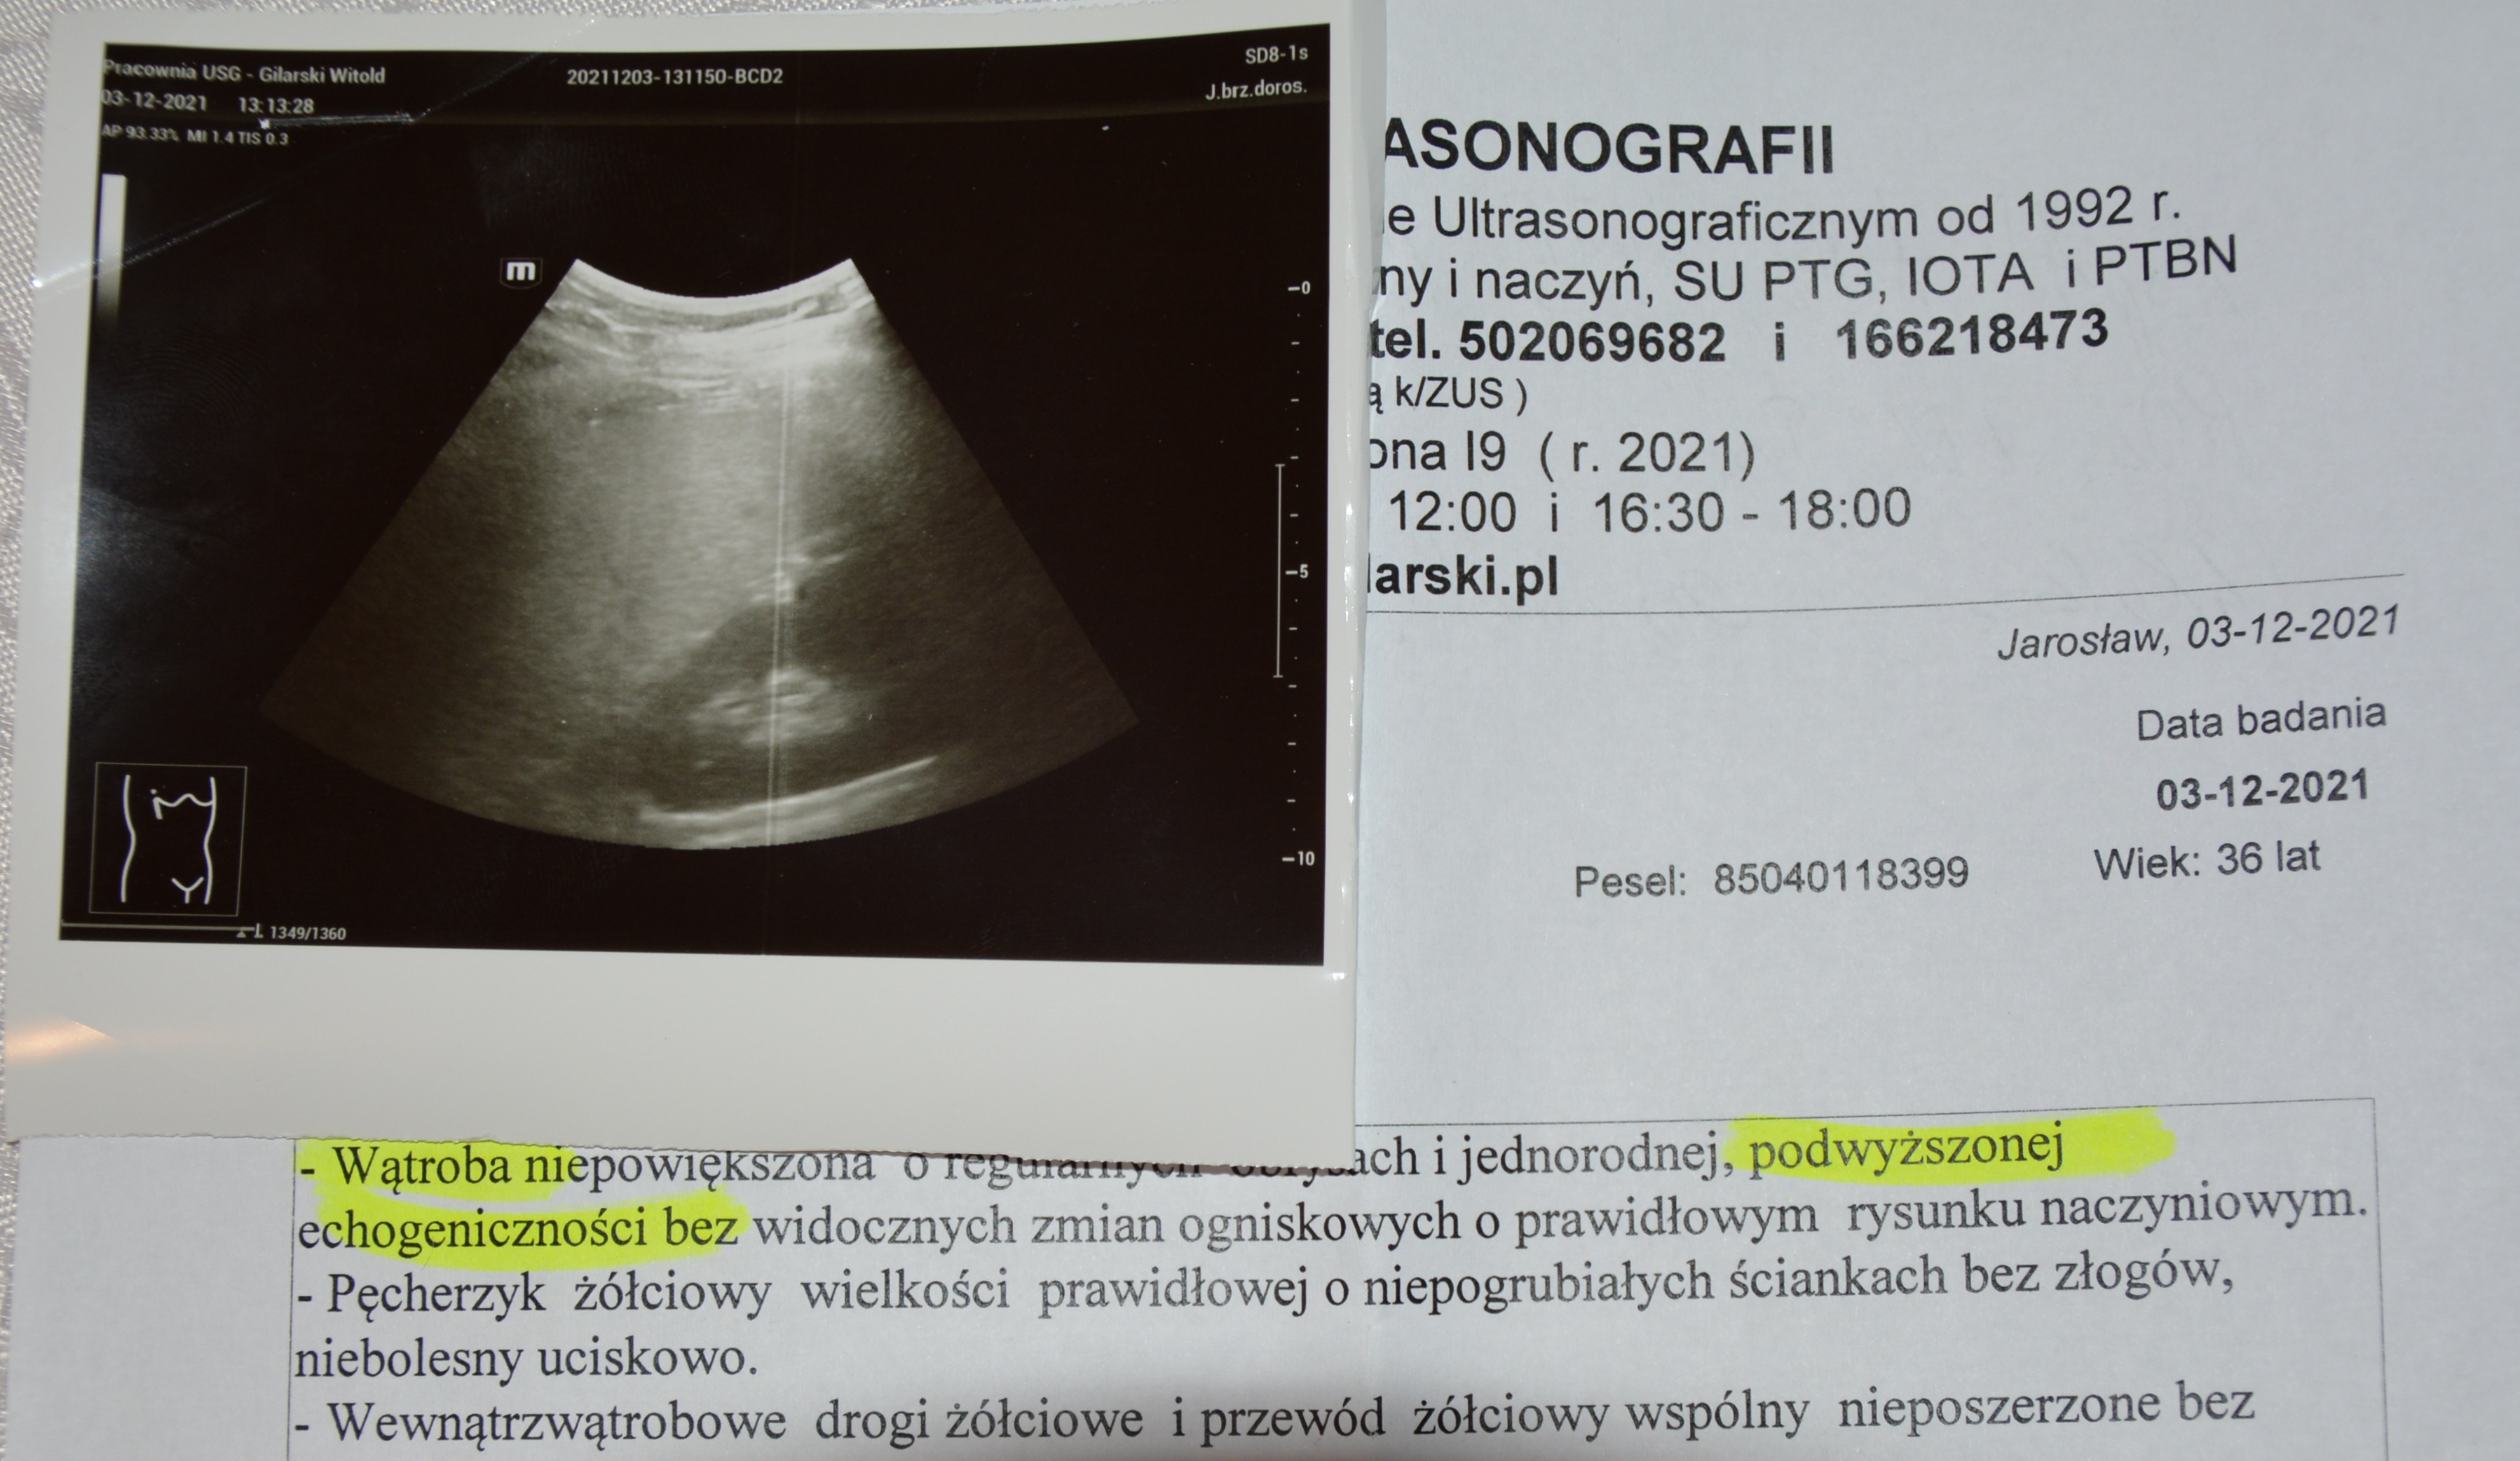 Pracownia USG - Gilarski Witold
20211203-131150-BCD2
SD8-1s
03-12-2021 13:13:28
J.brz.doros.
AP 93.33% MI 1.4 TIS 0.3
m
0
5
10
1349/1360
ASONOGRAFII
e Ultrasonograficznym od 1992 r.
ny i naczyń, SU PTG, IOTA i PTBN
tel. 502069682 i 166218473
ą k/ZUS )
ona I9 ( r. 2021)
12:00 i 16:30 - 18:00
larski.pl
Jarosław, 03-12-2021
Data badania
03-12-2021
Pesel: 85040118399 Wiek: 36 lat
- Wątroba niepowiększona o regularnych obrysach i jednorodnej, podwyższonej
echogeniczności bez widocznych zmian ogniskowych o prawidłowym rysunku naczyniowym.
- Pęcherzyk żółciowy wielkości prawidłowej o niepogrubiałych ściankach bez złogów,
niebolesny uciskowo.
- Wewnątrzwątrobowe drogi żółciowe i przewód żółciowy wspólny nieposzerzone bez